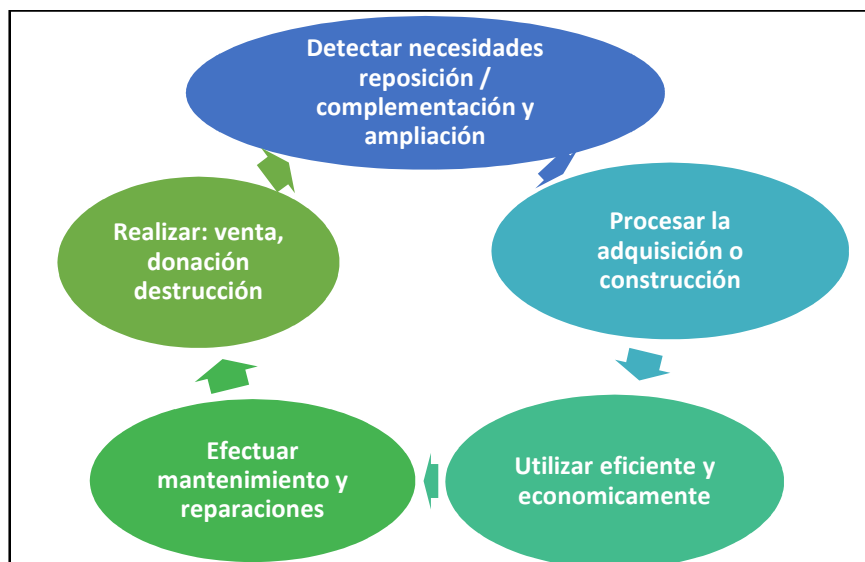 Detectar necesidades
reposición /
complementación y
ampliación
Procesar la
adquisición o
construcción
Utilizar eficiente y
economicamente
Efectuar
mantenimiento y
reparaciones
Realizar: venta,
donación
destrucción